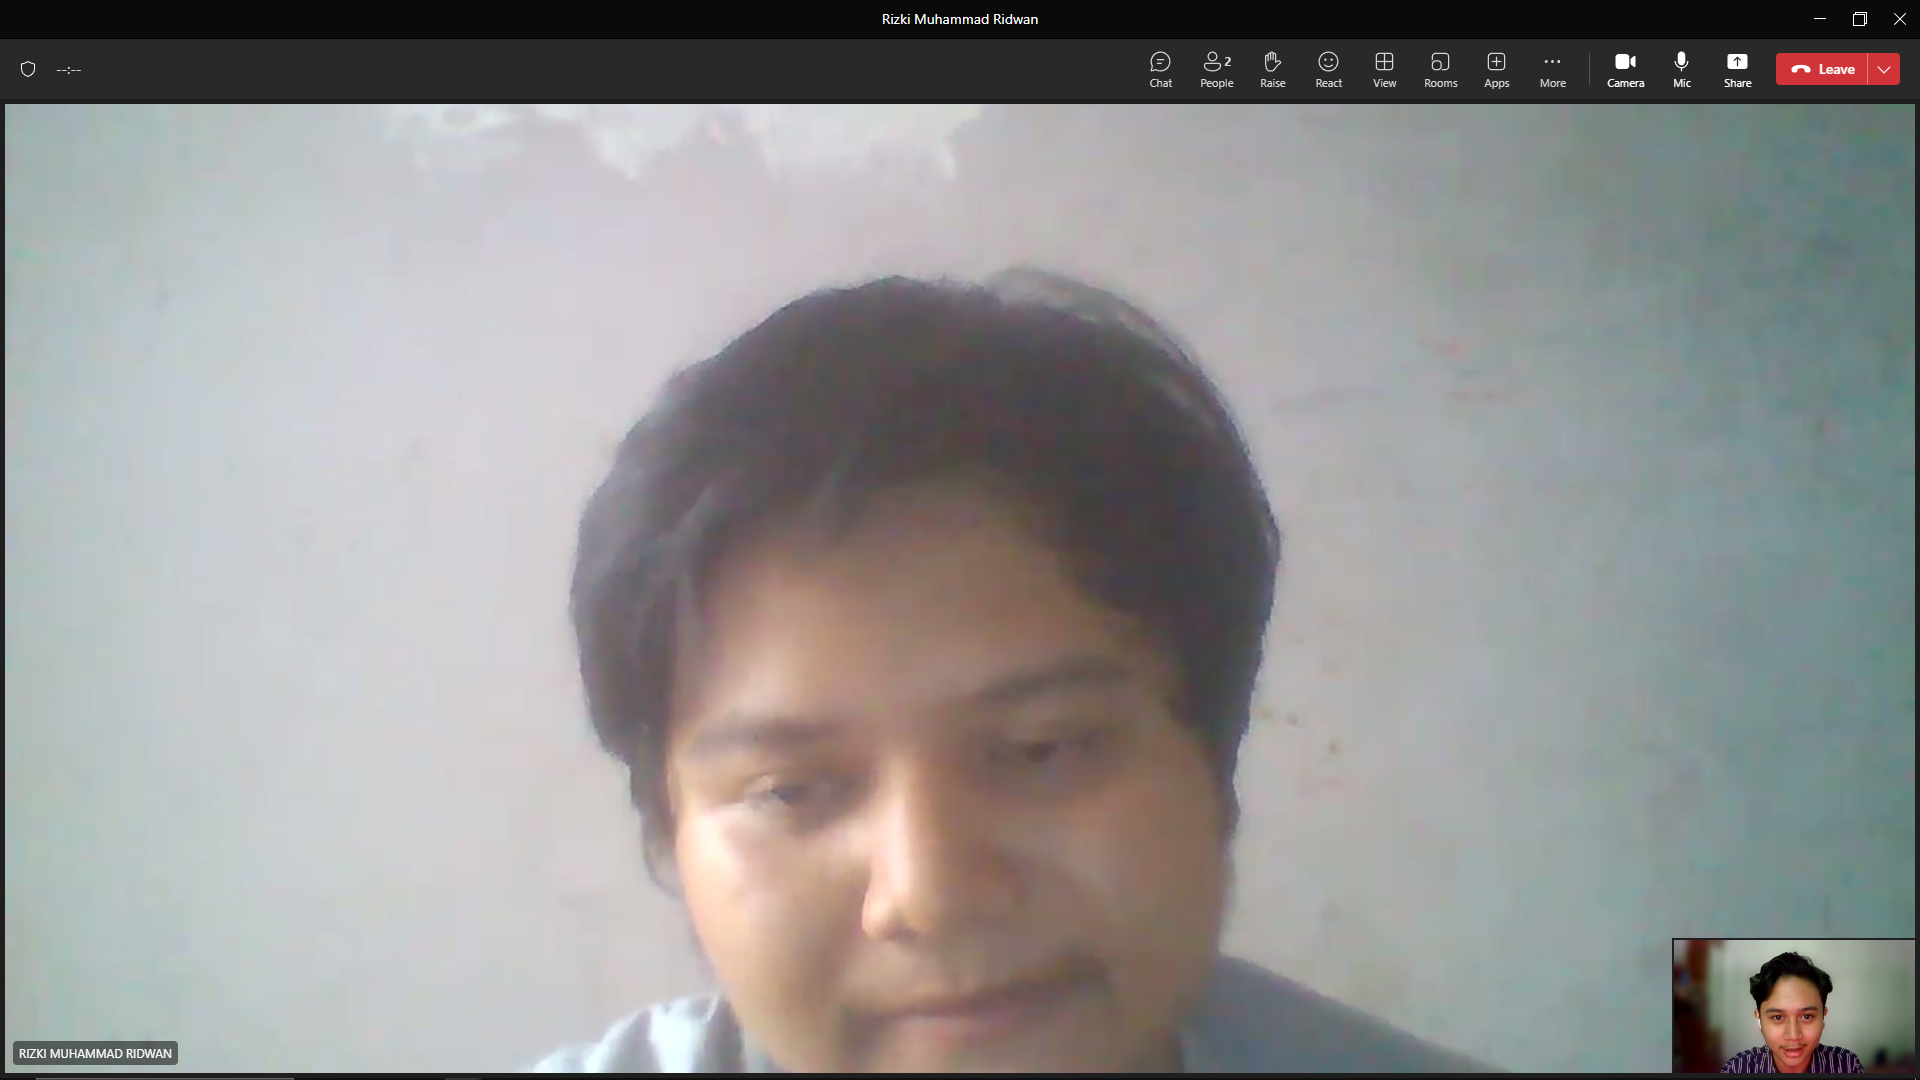 Rizki Muhammad Ridwan
--:--
Chat
People 2
Raise
React
View
Rooms
Apps
More
Camera
Mic
Share
Leave
RIZKI MUHAMMAD RIDWAN